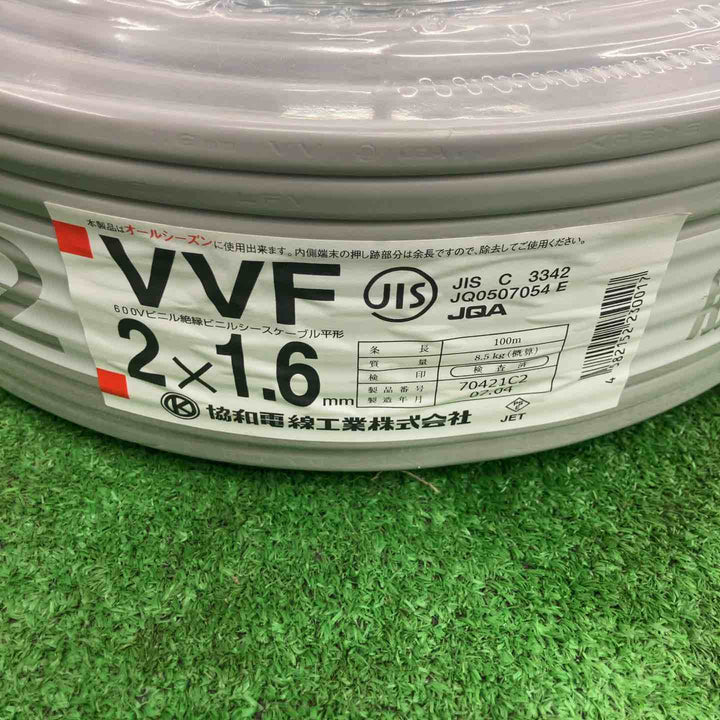 本製品はオールシーズンに使用出来ます。内側端末の押し跡部分は余長ですので、除去してご使用ください。
VVF
600Vビニル絶縁ビニルシースケーブル平形
2×1.6mm
JIS
JIS C 3342
JQ0507054 E
JQA
条長 100m
質量 8.5kg(概算)
検印 検査済
製品番号 70421C2
製造年月 02.04
K 協和電線工業株式会社
JET
4 582152 230017